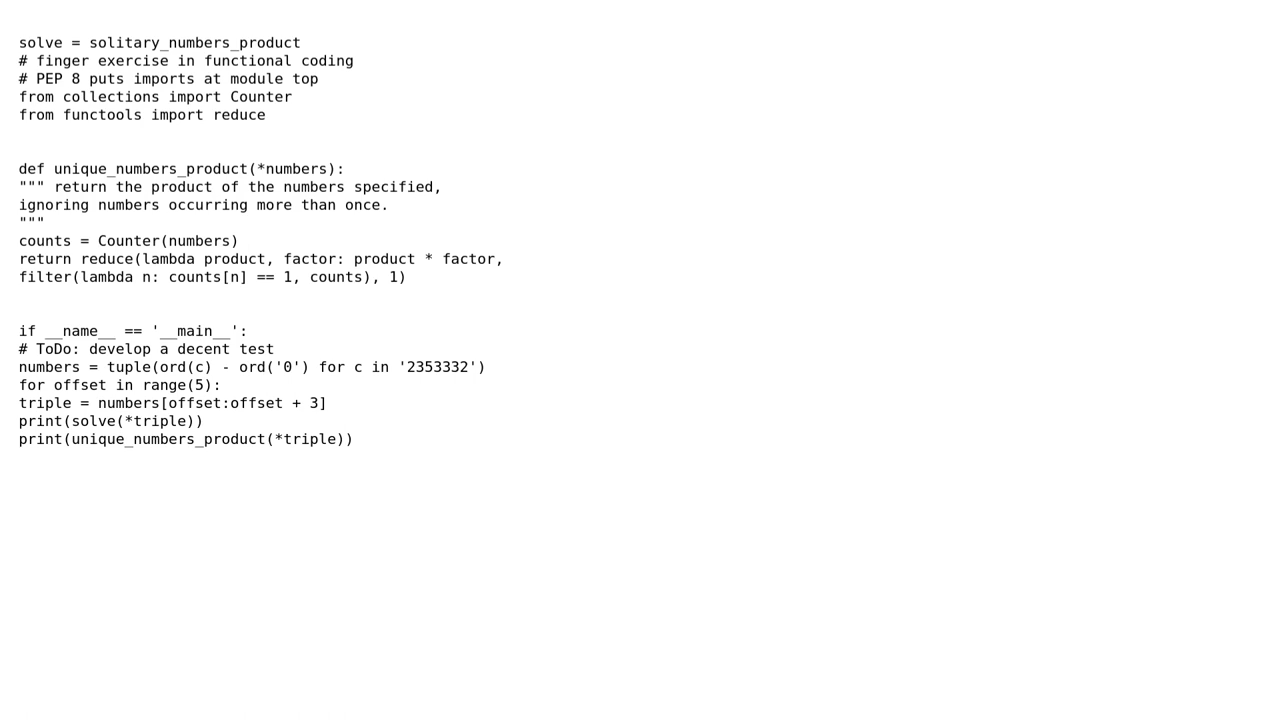 solve = solitary_numbers_product
# finger exercise in functional coding
# PEP 8 puts imports at module top
from collections import Counter
from functools import reduce
def unique_numbers_product(*numbers):
""" return the product of the numbers specified,
ignoring numbers occurring more than once.
"""
counts = Counter(numbers)
return reduce(lambda product, factor: product * factor,
filter(lambda n: counts[n] == 1, counts), 1)
if __name__ == '__main__':
# ToDo: develop a decent test
numbers = tuple(ord(c) - ord('0') for c in '2353332')
for offset in range(5):
triple = numbers[offset:offset + 3]
print(solve(*triple))
print(unique_numbers_product(*triple))